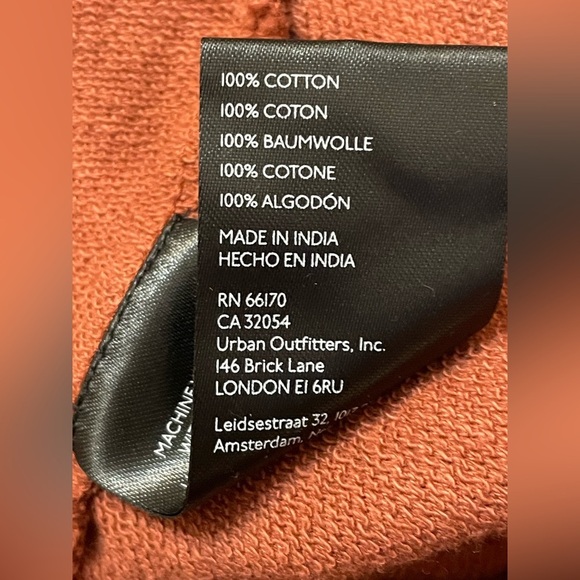 100% COTTON
100% COTON
100% BAUMWOLLE
100% COTONE
100% ALGODÓN
MADE IN INDIA
HECHO EN INDIA
RN 66170
CA 32054
Urban Outfitters, Inc.
146 Brick Lane
LONDON E1 6RU
Leidsestraat 32,
Amsterdam,
MACHINE